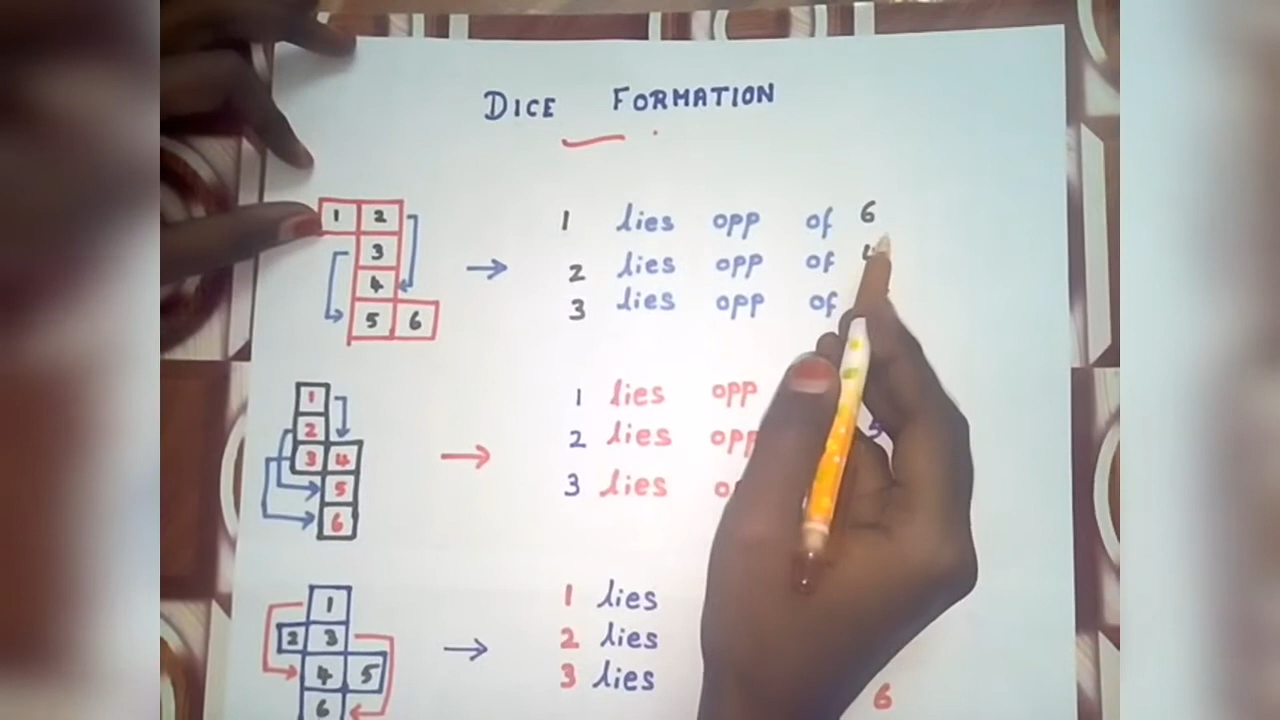 DICE FORMATION
1 2
3
4
5 6
1 lies opp of 6
2 lies opp of
3 lies opp of
1
2
3 4
5
6
1 lies opp
2 lies opp 5
3 lies
1
2 3
4 5
6
1 lies
2 lies
3 lies
6